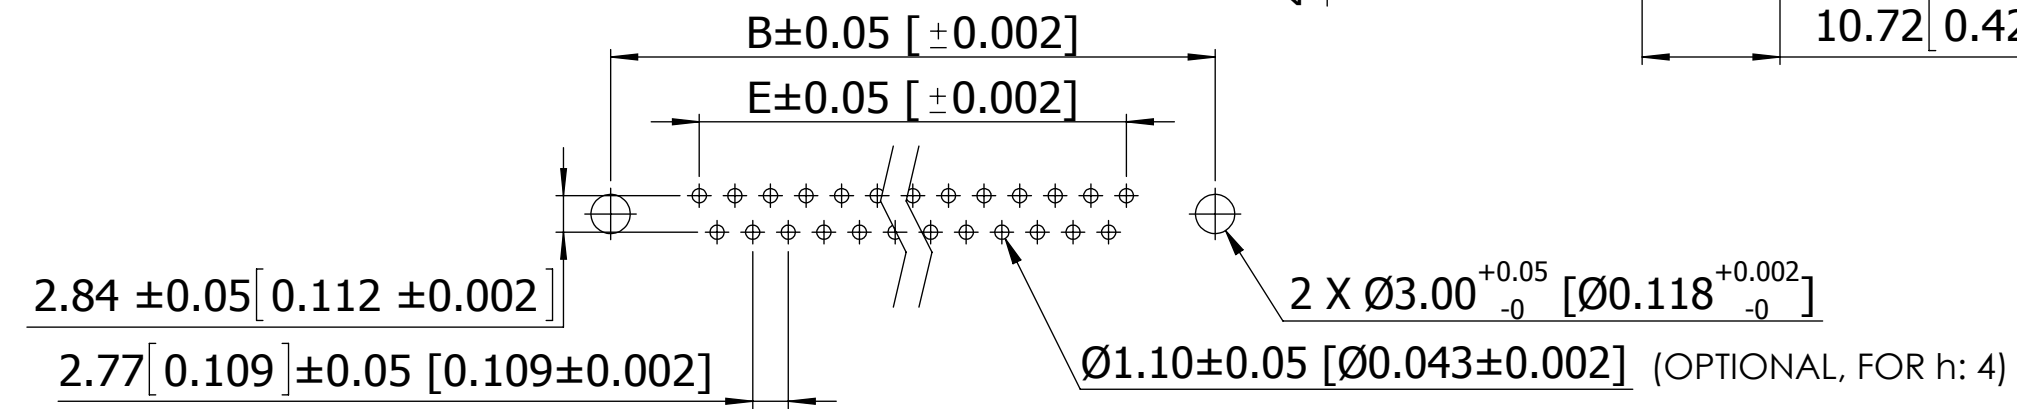 B±0.05 [±0.002]
10.72[0.42
E±0.05 [±0.002]
2.84 ±0.05[0.112 ±0.002]
2 X Ø3.00 +0.05 -0 [Ø0.118 +0.002 -0]
2.77[0.109]±0.05 [0.109±0.002]
Ø1.10±0.05 [Ø0.043±0.002] (OPTIONAL, FOR h: 4)